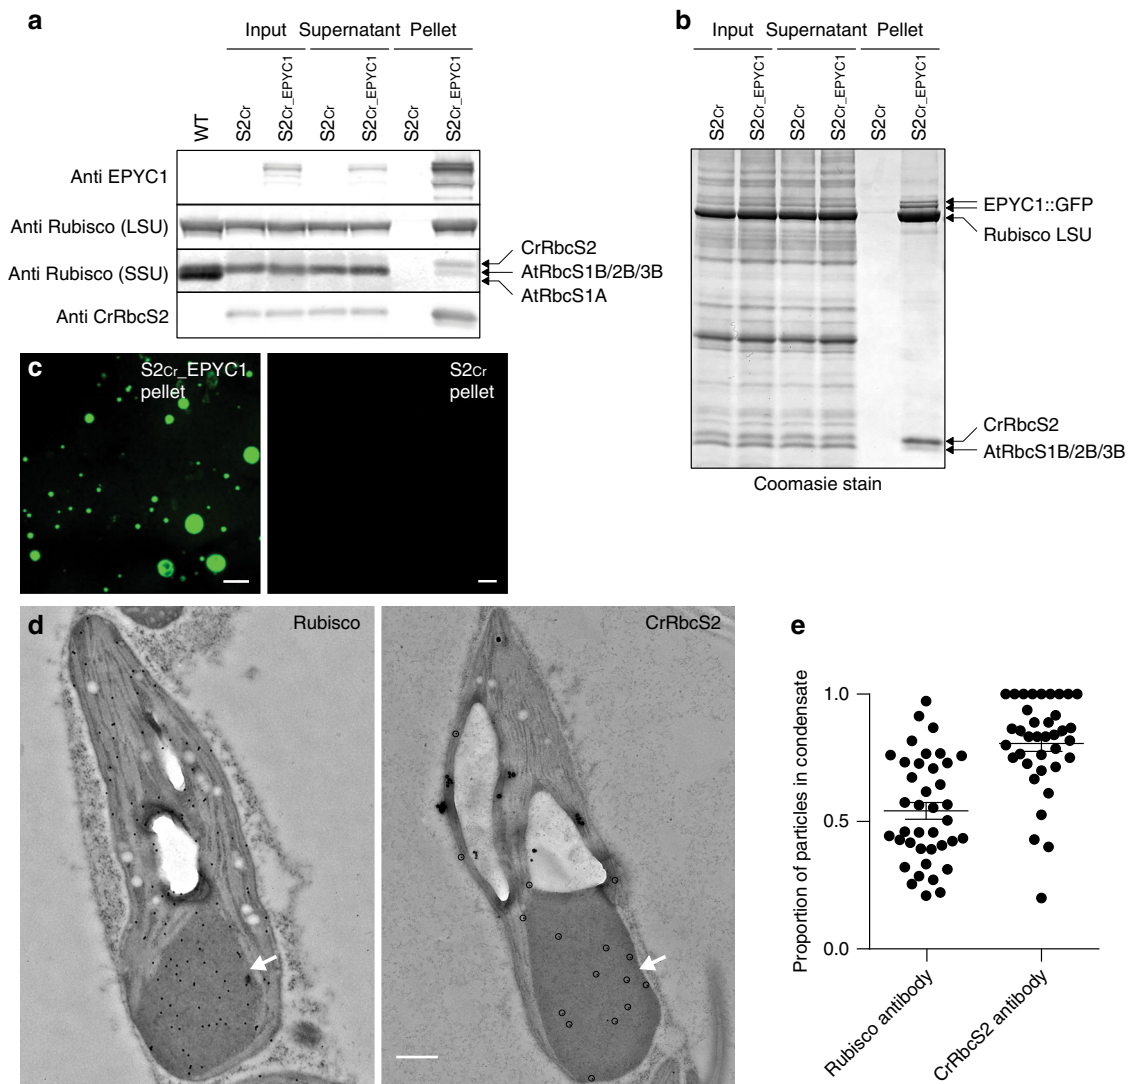 a
Input Supernatant Pellet
WT S2Cr S2Cr_EPYC1 S2Cr S2Cr_EPYC1 S2Cr S2Cr_EPYC1
Anti EPYC1
Anti Rubisco (LSU)
Anti Rubisco (SSU)
Anti CrRbcS2
CrRbcS2
AtRbcS1B/2B/3B
AtRbcS1A
b
Input Supernatant Pellet
S2Cr S2Cr_EPYC1 S2Cr S2Cr_EPYC1 S2Cr S2Cr_EPYC1
EPYC1::GFP
Rubisco LSU
CrRbcS2
AtRbcS1B/2B/3B
Coomasie stain
c
S2Cr_EPYC1
pellet
S2Cr
pellet
d
Rubisco
CrRbcS2
e
Proportion of particles in condensate
1.0
0.5
0.0
Rubisco antibody
CrRbcS2 antibody